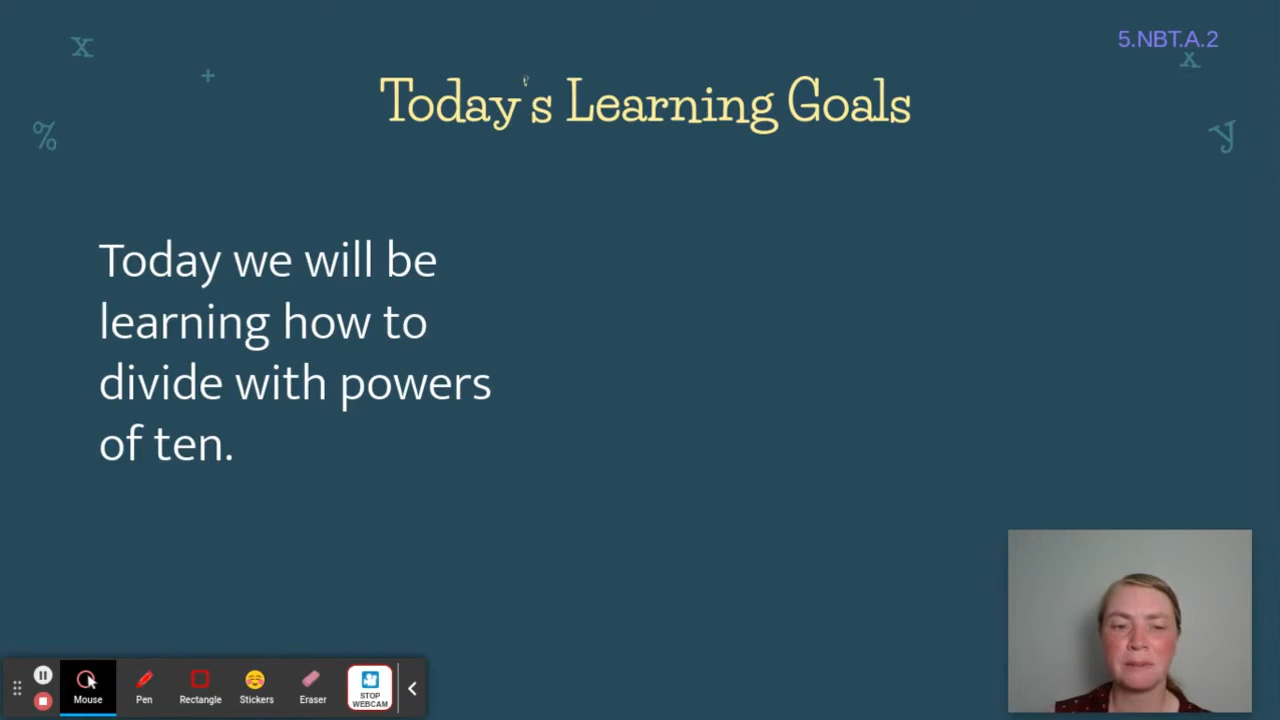 x
5.NBT.A.2
x
+
Today's Learning Goals
%
y
Today we will be
learning how to
divide with powers
of ten.
Mouse
Pen
Rectangle
Stickers
Eraser
STOP
WEBCAM